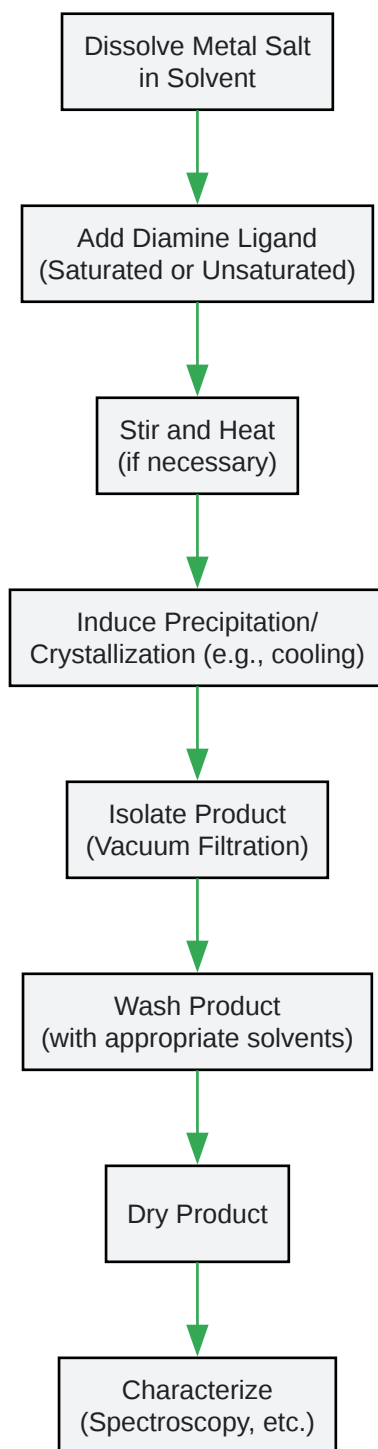 Dissolve Metal Salt
in Solvent
Add Diamine Ligand
(Saturated or Unsaturated)
Stir and Heat
(if necessary)
Induce Precipitation/
Crystallization (e.g., cooling)
Isolate Product
(Vacuum Filtration)
Wash Product
(with appropriate solvents)
Dry Product
Characterize
(Spectroscopy, etc.)